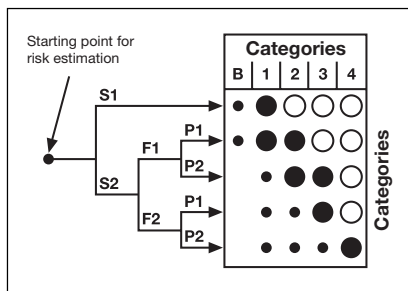 Starting point for
risk estimation
Categories
B 1 2 3 4
S1
P1
F1
P2
S2
P1
F2
P2
Categories